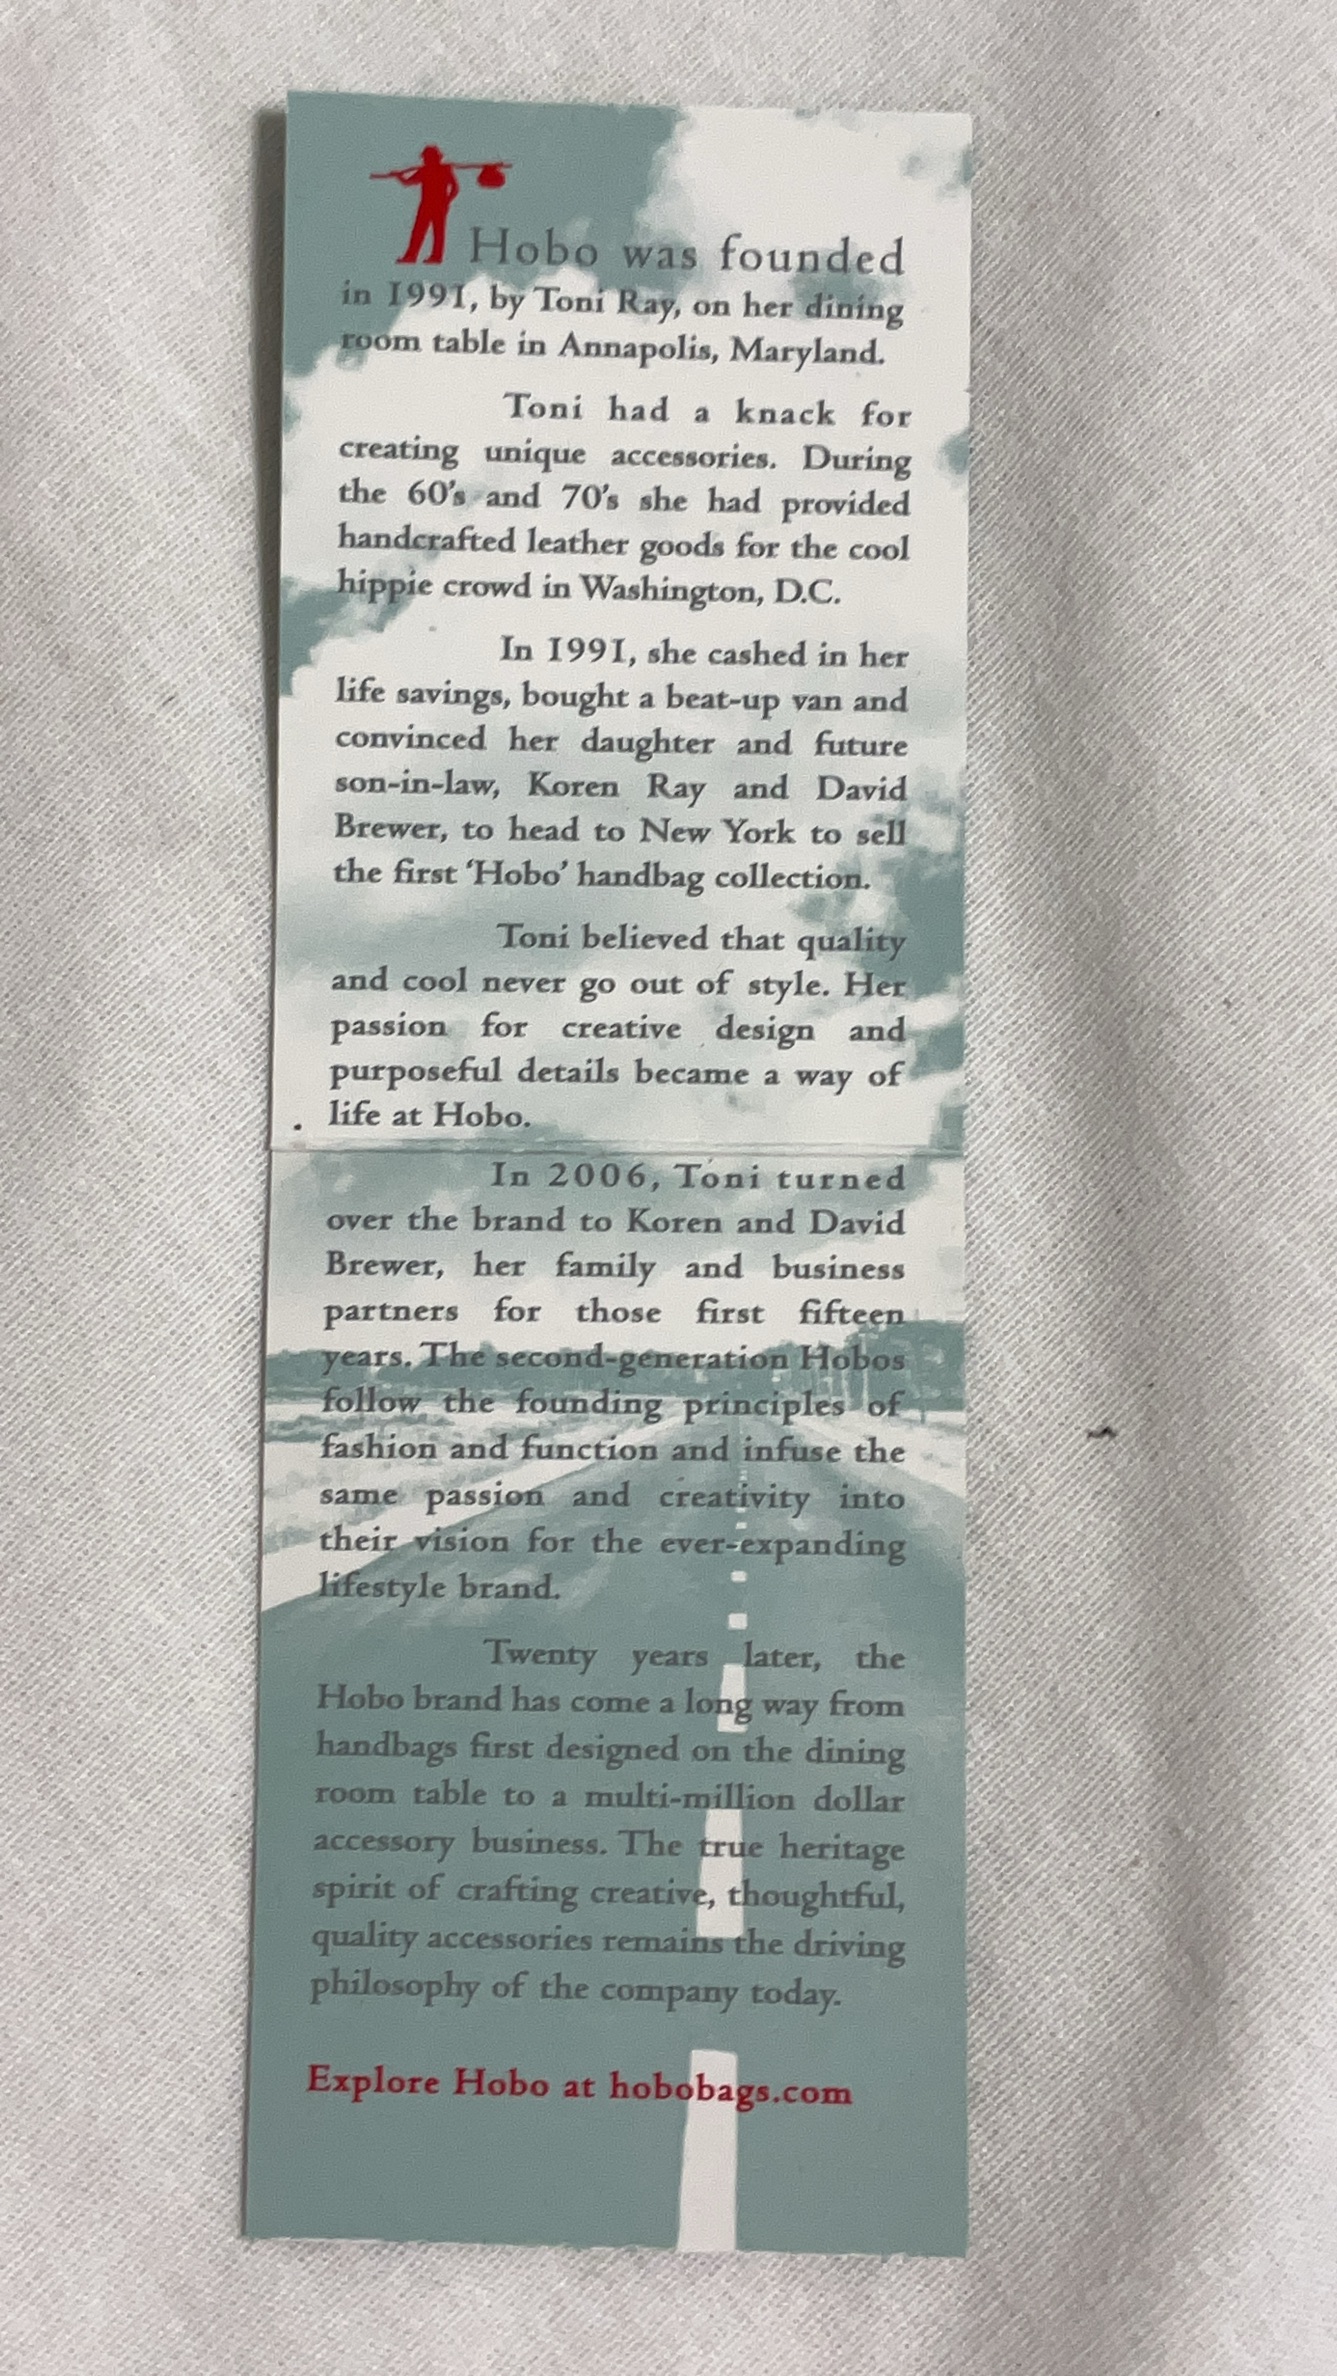 Hobo was founded
in 1991, by Toni Ray, on her dining
room table in Annapolis, Maryland.
Toni had a knack for
creating unique accessories. During
the 60's and 70's she had provided
handcrafted leather goods for the cool
hippie crowd in Washington, D.C.
In 1991, she cashed in her
life savings, bought a beat-up van and
convinced her daughter and future
son-in-law, Koren Ray and David
Brewer, to head to New York to sell
the first ‘Hobo’ handbag collection.
Toni believed that quality
and cool never go out of style. Her
passion for creative design and
purposeful details became a way of
life at Hobo.
In 2006, Toni turned
over the brand to Koren and David
Brewer, her family and business
partners for those first fifteen
years. The second-generation Hobos
follow the founding principles of
fashion and function and infuse the
same passion and creativity into
their vision for the ever-expanding
lifestyle brand.
Twenty years later, the
Hobo brand has come a long way from
handbags first designed on the dining
room table to a multi-million dollar
accessory business. The true heritage
spirit of crafting creative, thoughtful,
quality accessories remains the driving
philosophy of the company today.
Explore Hobo at hobobags.com